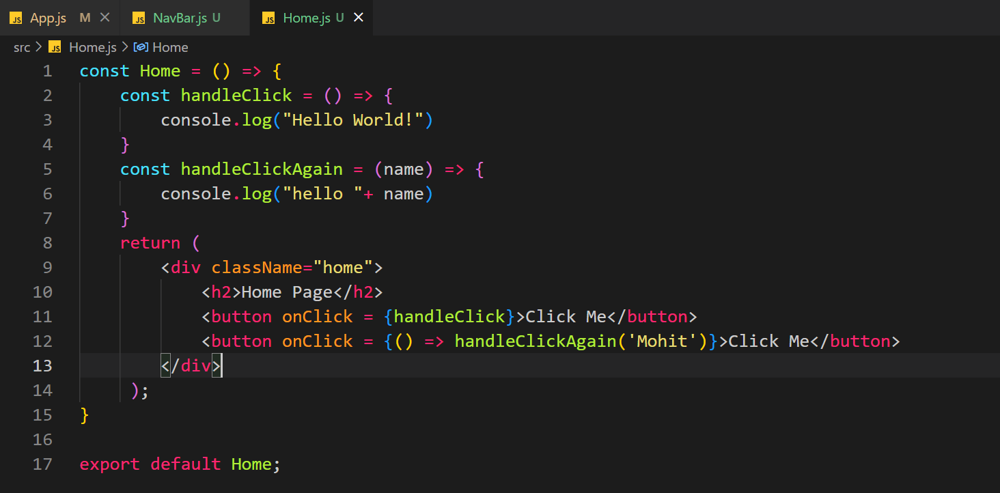 JS App.js M × JS NavBar.js U JS Home.js U ×
src > JS Home.js > Home
1 const Home = () => {
2     const handleClick = () => {
3         console.log("Hello World!")
4     }
5     const handleClickAgain = (name) => {
6         console.log("hello "+ name)
7     }
8     return (
9         <div className="home">
10             <h2>Home Page</h2>
11             <button onClick = {handleClick}>Click Me</button>
12             <button onClick = {() => handleClickAgain('Mohit')}>Click Me</button>
13         </div>
14      );
15 }
16
17 export default Home;